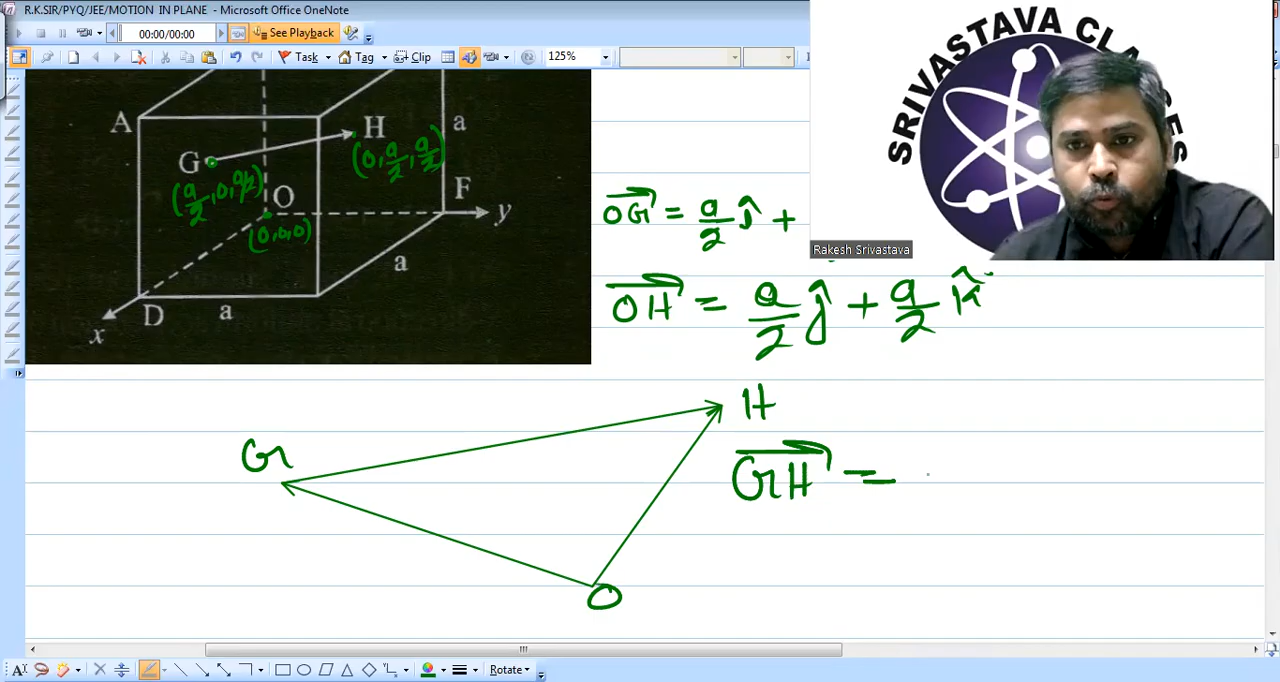 R.K.SIR/PYQ/JEE/MOTION IN PLANE - Microsoft Office OneNote
00:00/00:00 See Playback
Task Tag Clip 125%
SRIVASTAVA CLASSES
A
H
a
G
(a/2, 0, a/2)
(0, a/2, a/2)
O
(0,0,0)
F
y
a
D
a
x
OG⃗ = a/2 ĵ +
Rakesh Srivastava
OH⃗ = a/2 ĵ + a/2 k̂
G
H
GH⃗ =
O
A
Rotate